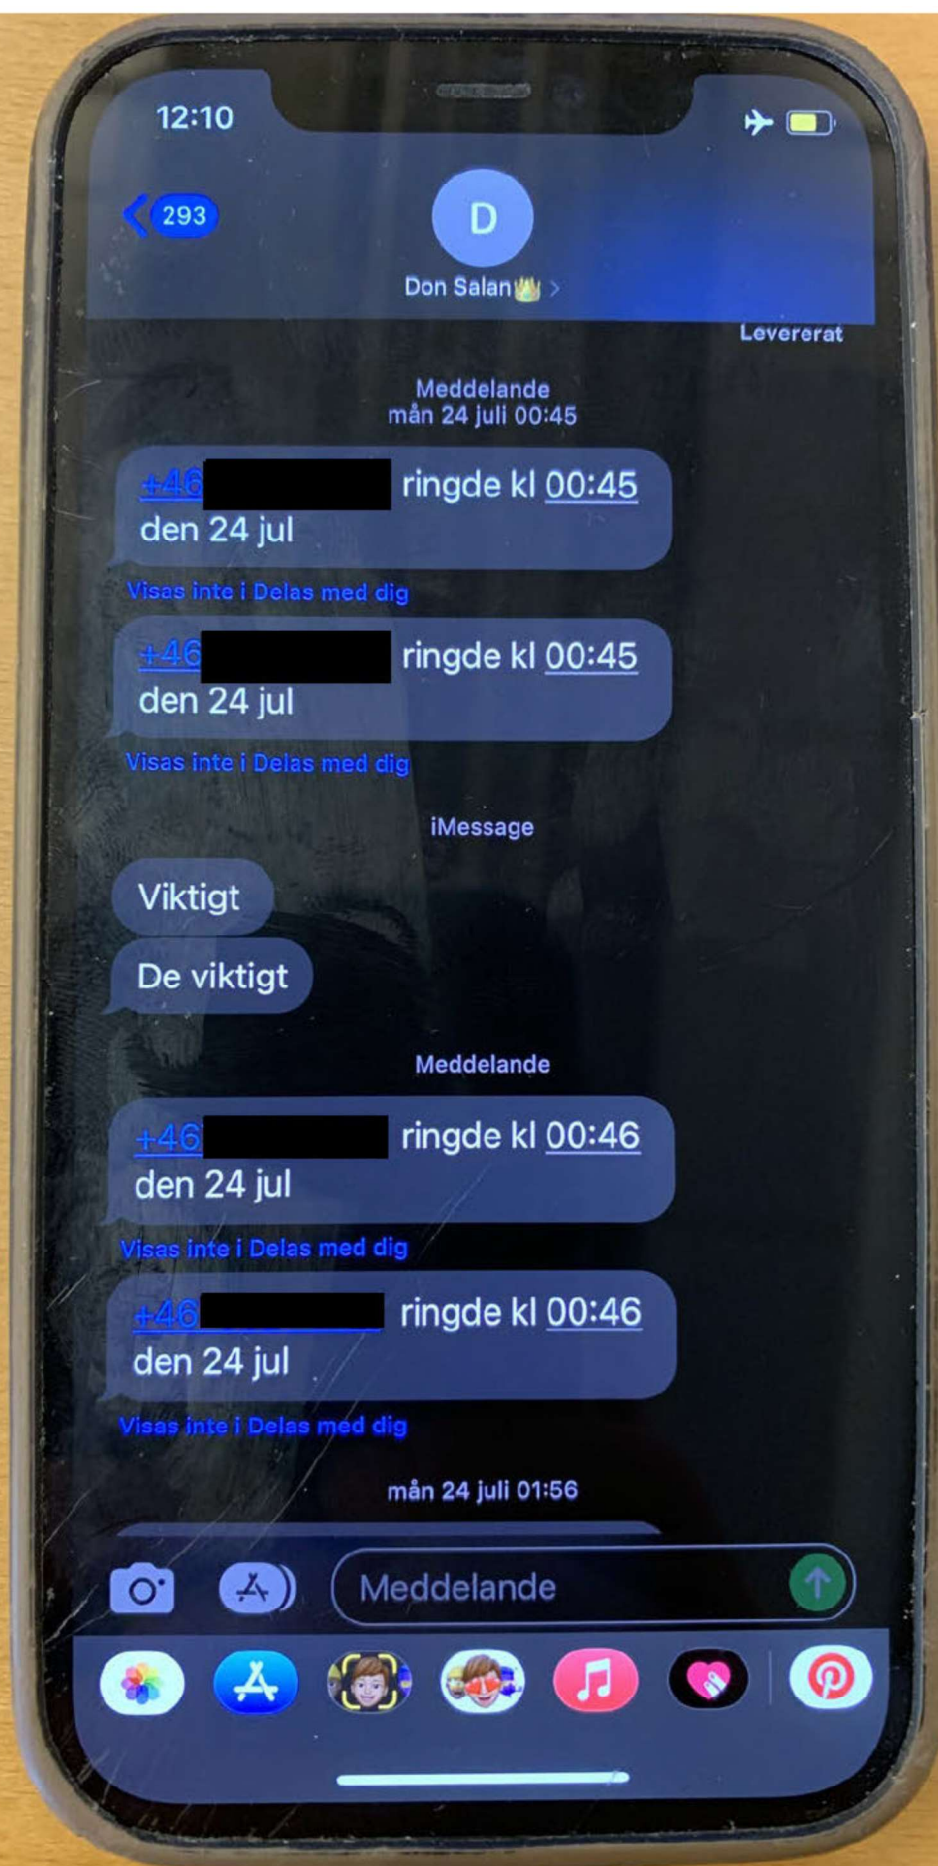 12:10
293
D
Don Salan👑 >
Levererat
Meddelande
mån 24 juli 00:45
+46 ringde kl 00:45
den 24 jul
Visas inte i Delas med dig
+46 ringde kl 00:45
den 24 jul
Visas inte i Delas med dig
iMessage
Viktigt
De viktigt
Meddelande
+46 ringde kl 00:46
den 24 jul
Visas inte i Delas med dig
+46 ringde kl 00:46
den 24 jul
Visas inte i Delas med dig
mån 24 juli 01:56
Meddelande